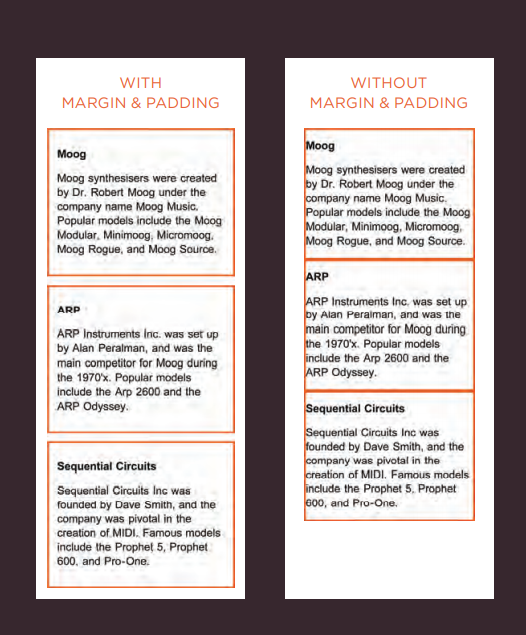 WITH
MARGIN & PADDING
Moog
Moog synthesisers were created
by Dr. Robert Moog under the
company name Moog Music.
Popular models include the Moog
Modular, Minimoog, Micromoog,
Moog Rogue, and Moog Source.
ARP
ARP Instruments Inc. was set up
by Alan Peralman, and was the
main competitor for Moog during
the 1970'x. Popular models
include the Arp 2600 and the
ARP Odyssey.
Sequential Circuits
Sequential Circuits Inc was
founded by Dave Smith, and the
company was pivotal in the
creation of MIDI. Famous models
include the Prophet 5, Prophet
600, and Pro-One.
WITHOUT
MARGIN & PADDING
Moog
Moog synthesisers were created
by Dr. Robert Moog under the
company name Moog Music.
Popular models include the Moog
Modular, Minimoog, Micromoog,
Moog Rogue, and Moog Source.
ARP
ARP Instruments Inc. was set up
by Alan Peralman, and was the
main competitor for Moog during
the 1970'x. Popular models
include the Arp 2600 and the
ARP Odyssey.
Sequential Circuits
Sequential Circuits Inc was
founded by Dave Smith, and the
company was pivotal in the
creation of MIDI. Famous models
include the Prophet 5, Prophet
600, and Pro-One.